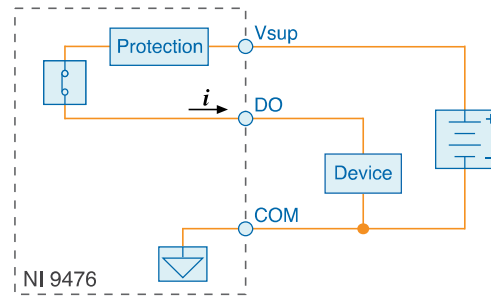 Vsup
Protection
i
DO
+
Device
–
COM
NI 9476